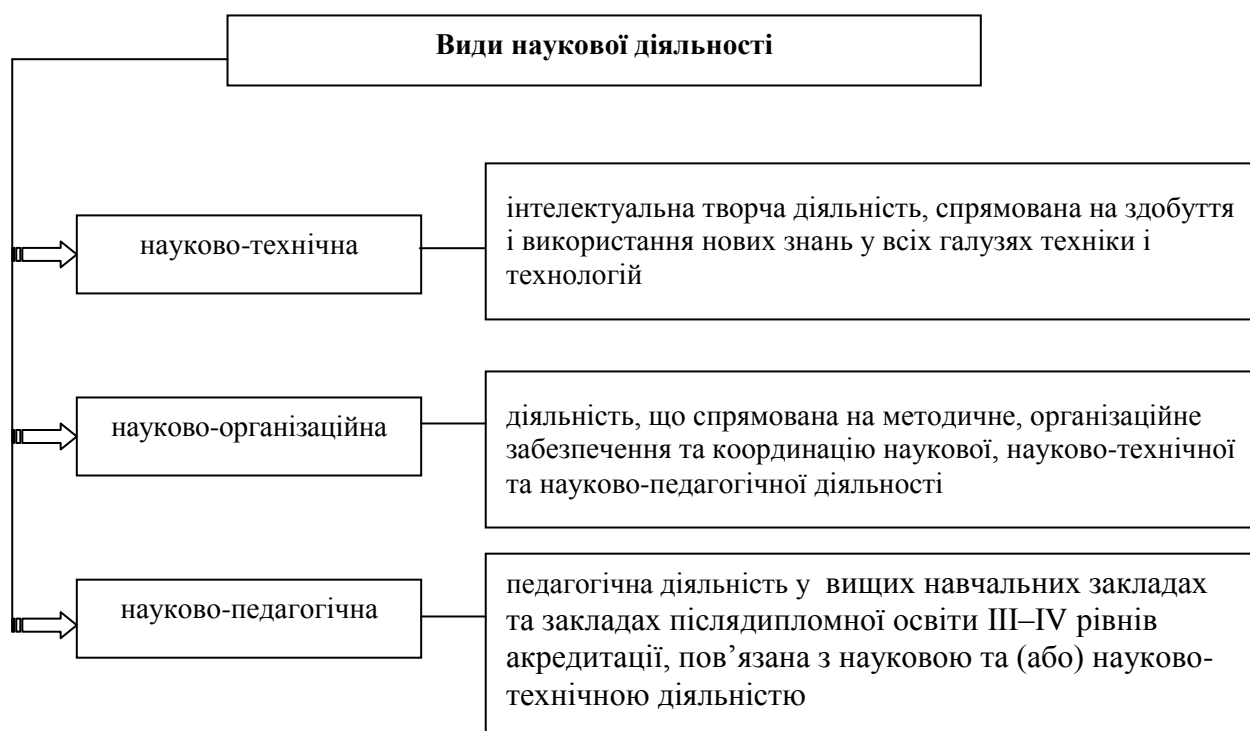 Види наукової діяльності
науково-технічна
інтелектуальна творча діяльність, спрямована на здобуття
і використання нових знань у всіх галузях техніки і
технологій
науково-організаційна
діяльність, що спрямована на методичне, організаційне
забезпечення та координацію наукової, науково-технічної
та науково-педагогічної діяльності
науково-педагогічна
педагогічна діяльність у вищих навчальних закладах
та закладах післядипломної освіти III–IV рівнів
акредитації, пов’язана з науковою та (або) науково-
технічною діяльністю